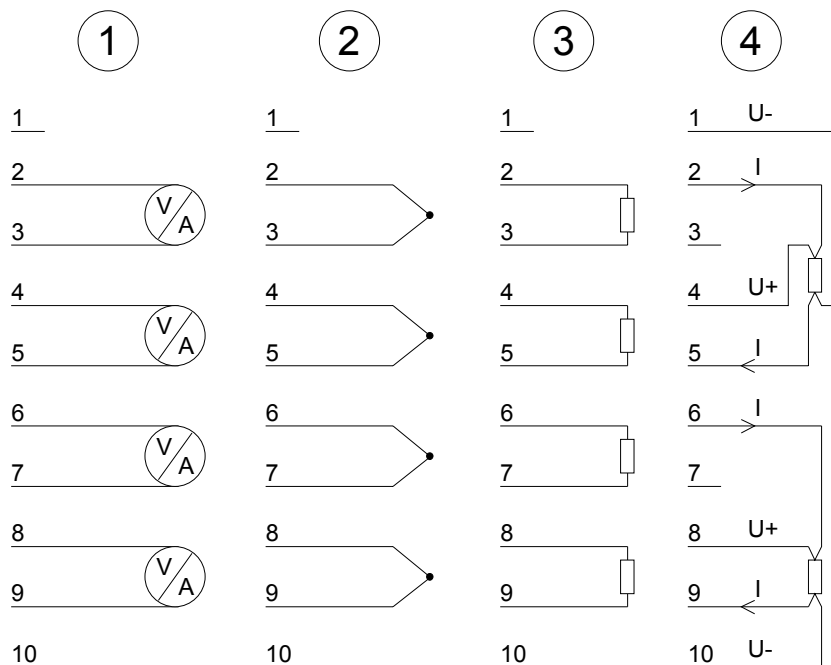 1 2 3 4
1 1 1 1 U-
2 2 2 2 I
V
A
3 3 3 3
4 4 4 4 U+
V
A
5 5 5 5 I
6 6 6 6 I
V
A
7 7 7 7
8 8 8 8 U+
V
A
9 9 9 9 I
10 10 10 10 U-